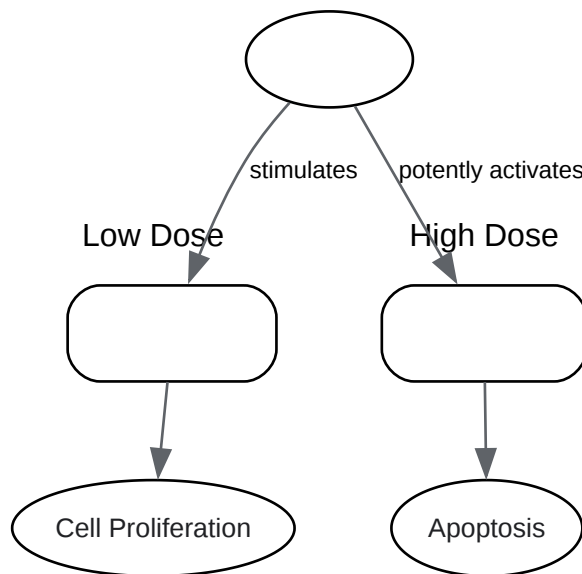 stimulates
potently activates
Low Dose
High Dose
Cell Proliferation
Apoptosis